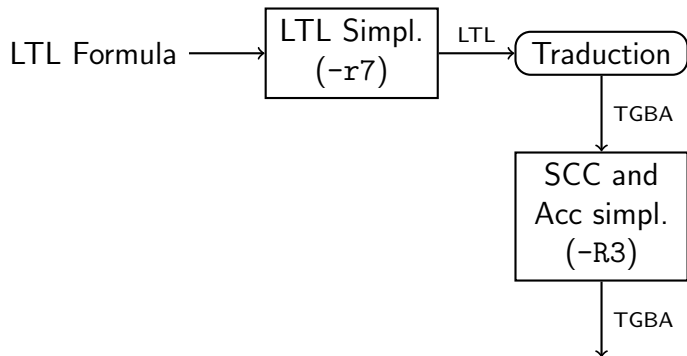 LTL Formula
LTL Simpl.
(-r7)
LTL
Traduction
TGBA
SCC and
Acc simpl.
(-R3)
TGBA